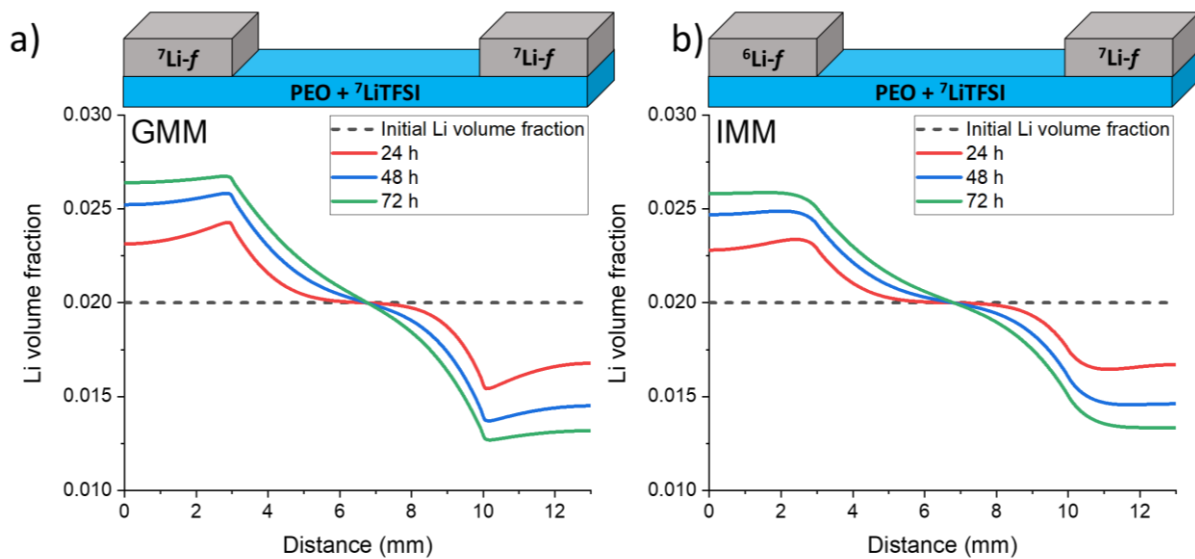 a)
⁷Li-f
⁷Li-f
PEO + ⁷LiTFSI
0.030
0.025
0.020
0.015
0.010
Li volume fraction
GMM
Initial Li volume fraction
24 h
48 h
72 h
0 2 4 6 8 10 12
Distance (mm)
b)
⁶Li-f
⁷Li-f
PEO + ⁷LiTFSI
0.030
0.025
0.020
0.015
0.010
Li volume fraction
IMM
Initial Li volume fraction
24 h
48 h
72 h
0 2 4 6 8 10 12
Distance (mm)